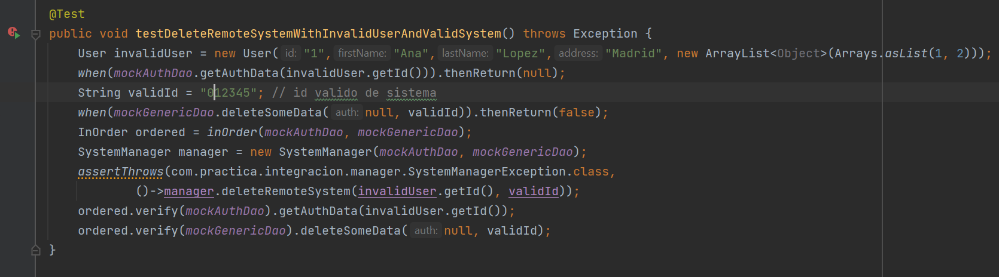 @Test
public void testDeleteRemoteSystemWithInvalidUserAndValidSystem() throws Exception {
User invalidUser = new User( id: "1", firstName: "Ana", lastName: "Lopez", address: "Madrid", new ArrayList<Object>(Arrays.asList(1, 2)));
when(mockAuthDao.getAuthData(invalidUser.getId())).thenReturn(null);
String validId = "012345"; // id valido de sistema
when(mockGenericDao.deleteSomeData( auth: null, validId)).thenReturn(false);
InOrder ordered = inOrder(mockAuthDao, mockGenericDao);
SystemManager manager = new SystemManager(mockAuthDao, mockGenericDao);
assertThrows(com.practica.integracion.manager.SystemManagerException.class,
()->manager.deleteRemoteSystem(invalidUser.getId(), validId));
ordered.verify(mockAuthDao).getAuthData(invalidUser.getId());
ordered.verify(mockGenericDao).deleteSomeData( auth: null, validId);
}